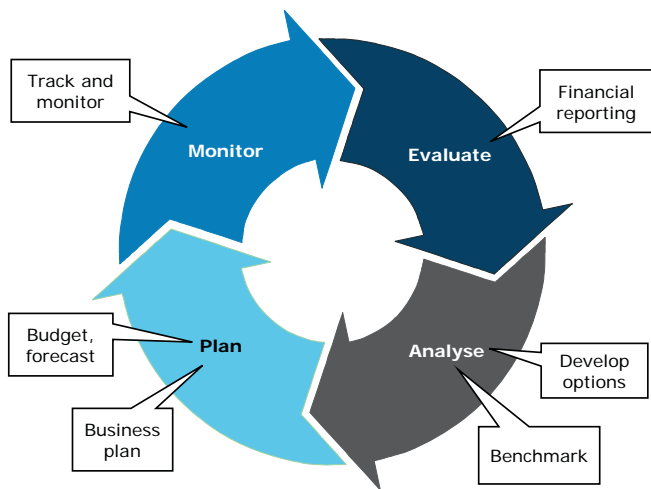 Track and
monitor
Monitor
Financial
reporting
Evaluate
Budget,
forecast
Plan
Business
plan
Analyse
Develop
options
Benchmark